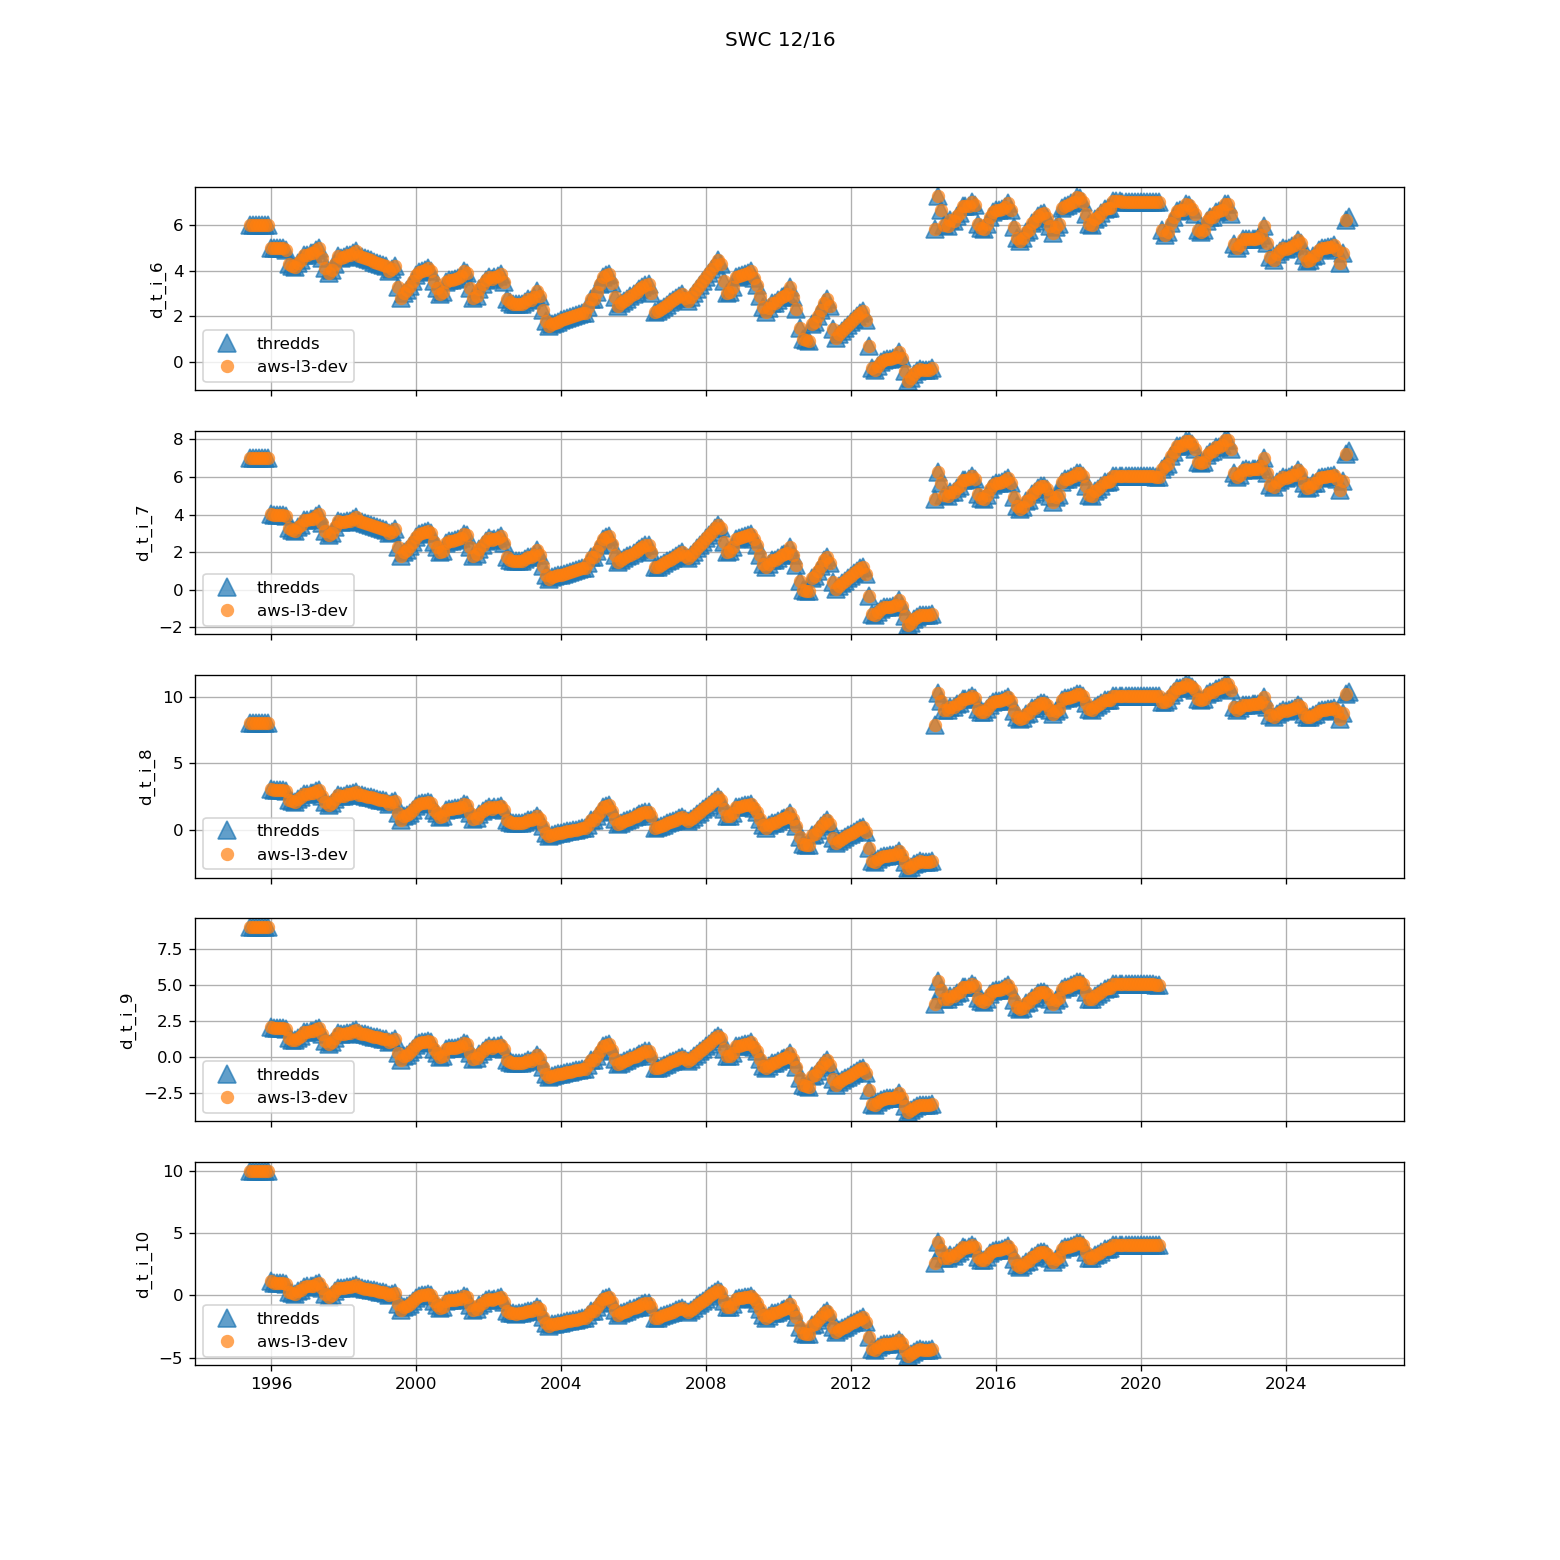 SWC 12/16
d_t_i_6
6
4
2
0
thredds
aws-l3-dev
d_t_i_7
8
6
4
2
0
−2
thredds
aws-l3-dev
d_t_i_8
10
5
0
thredds
aws-l3-dev
d_t_i_9
7.5
5.0
2.5
0.0
−2.5
thredds
aws-l3-dev
d_t_i_10
10
5
0
−5
thredds
aws-l3-dev
1996 2000 2004 2008 2012 2016 2020 2024